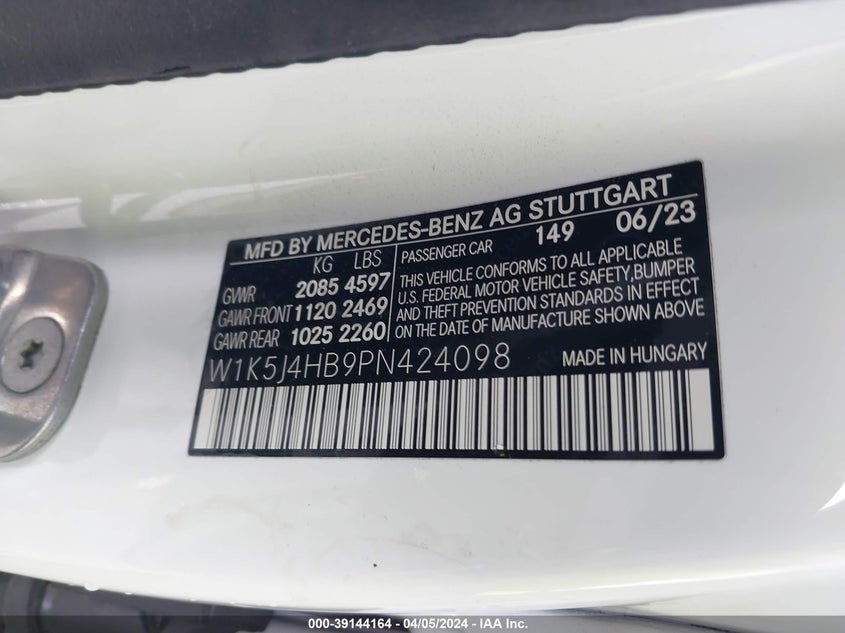 MFD BY MERCEDES-BENZ AG STUTTGART
KG LBS
PASSENGER CAR 149 06/23
GVWR 2085 4597
GAWR FRONT 1120 2469
GAWR REAR 1025 2260
THIS VEHICLE CONFORMS TO ALL APPLICABLE
U.S. FEDERAL MOTOR VEHICLE SAFETY,BUMPER
AND THEFT PREVENTION STANDARDS IN EFFECT
ON THE DATE OF MANUFACTURE SHOWN ABOVE.
W1K5J4HB9PN424098
MADE IN HUNGARY
000-39144164 - 04/05/2024 - IAA Inc.